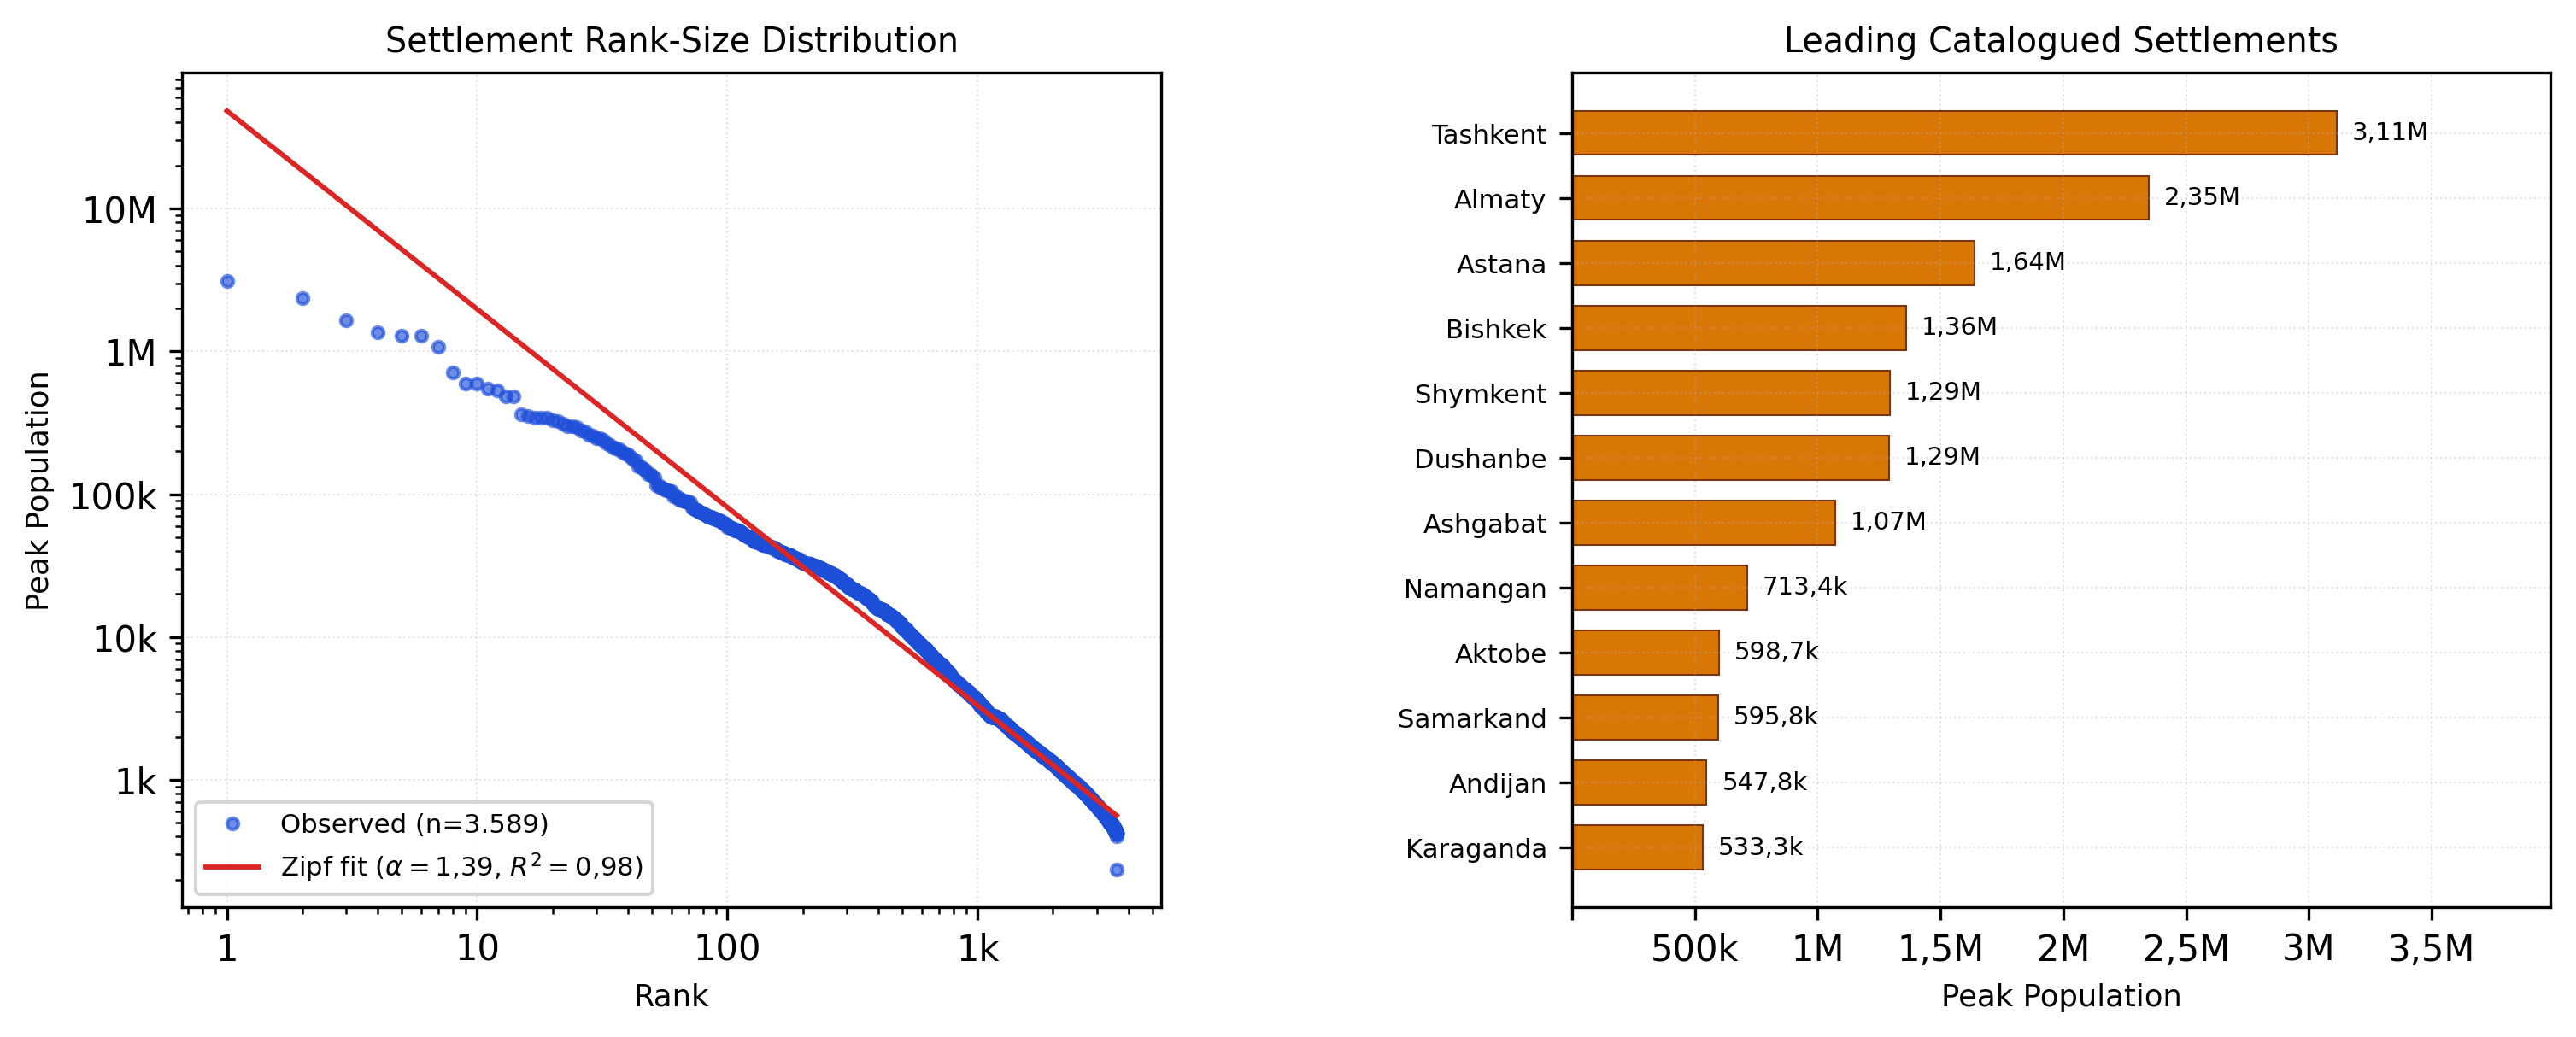 Settlement Rank-Size Distribution
Peak Population
10M
1M
100k
10k
1k
Observed (n=3.589)
Zipf fit (α = 1,39, R² = 0,98)
1
10
100
1k
Rank
Leading Catalogued Settlements
Tashkent
3,11M
Almaty
2,35M
Astana
1,64M
Bishkek
1,36M
Shymkent
1,29M
Dushanbe
1,29M
Ashgabat
1,07M
Namangan
713,4k
Aktobe
598,7k
Samarkand
595,8k
Andijan
547,8k
Karaganda
533,3k
500k
1M
1,5M
2M
2,5M
3M
3,5M
Peak Population